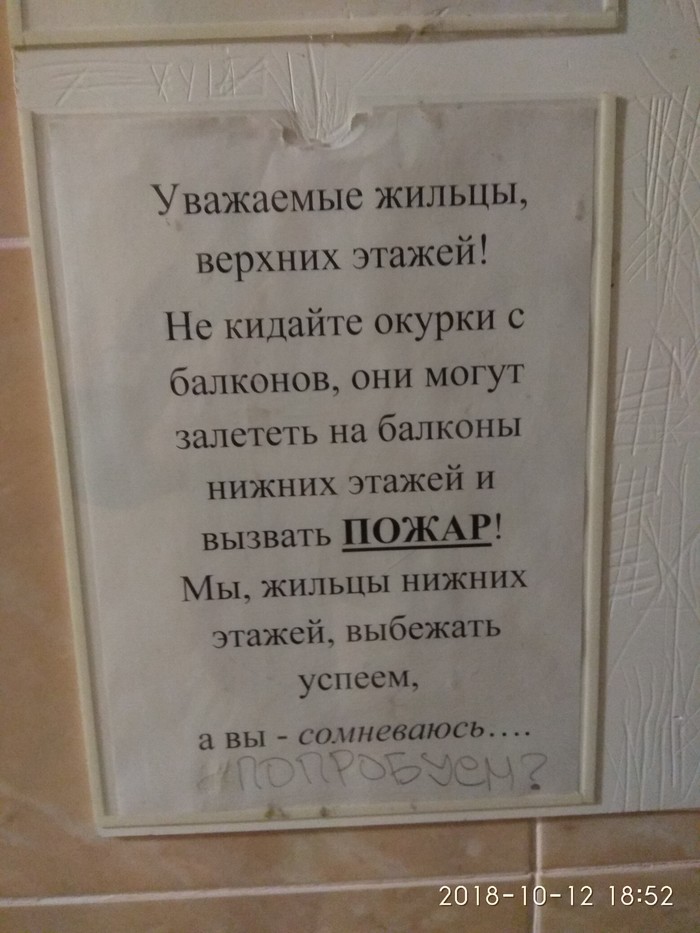 Уважаемые жильцы,
верхних этажей!
Не кидайте окурки с
балконов, они могут
залететь на балконы
нижних этажей и
вызвать ПОЖАР!
Мы, жильцы нижних
этажей, выбежать
успеем,
а вы - сомневаюсь....
ПОПРОБУЕМ?
2018-10-12 18:52